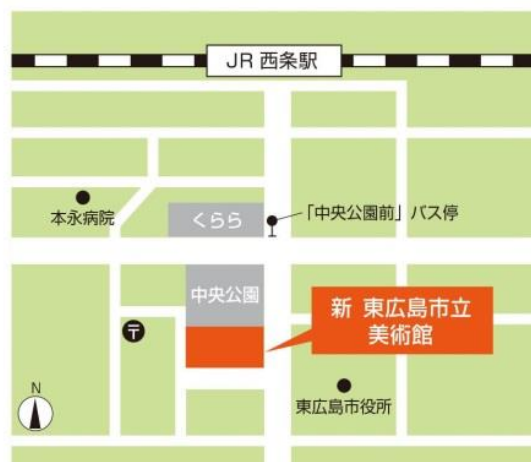 JR 西条駅
本永病院
くらら
「中央公園前」バス停
中央公園
新 東広島市立
美術館
〒
東広島市役所
N